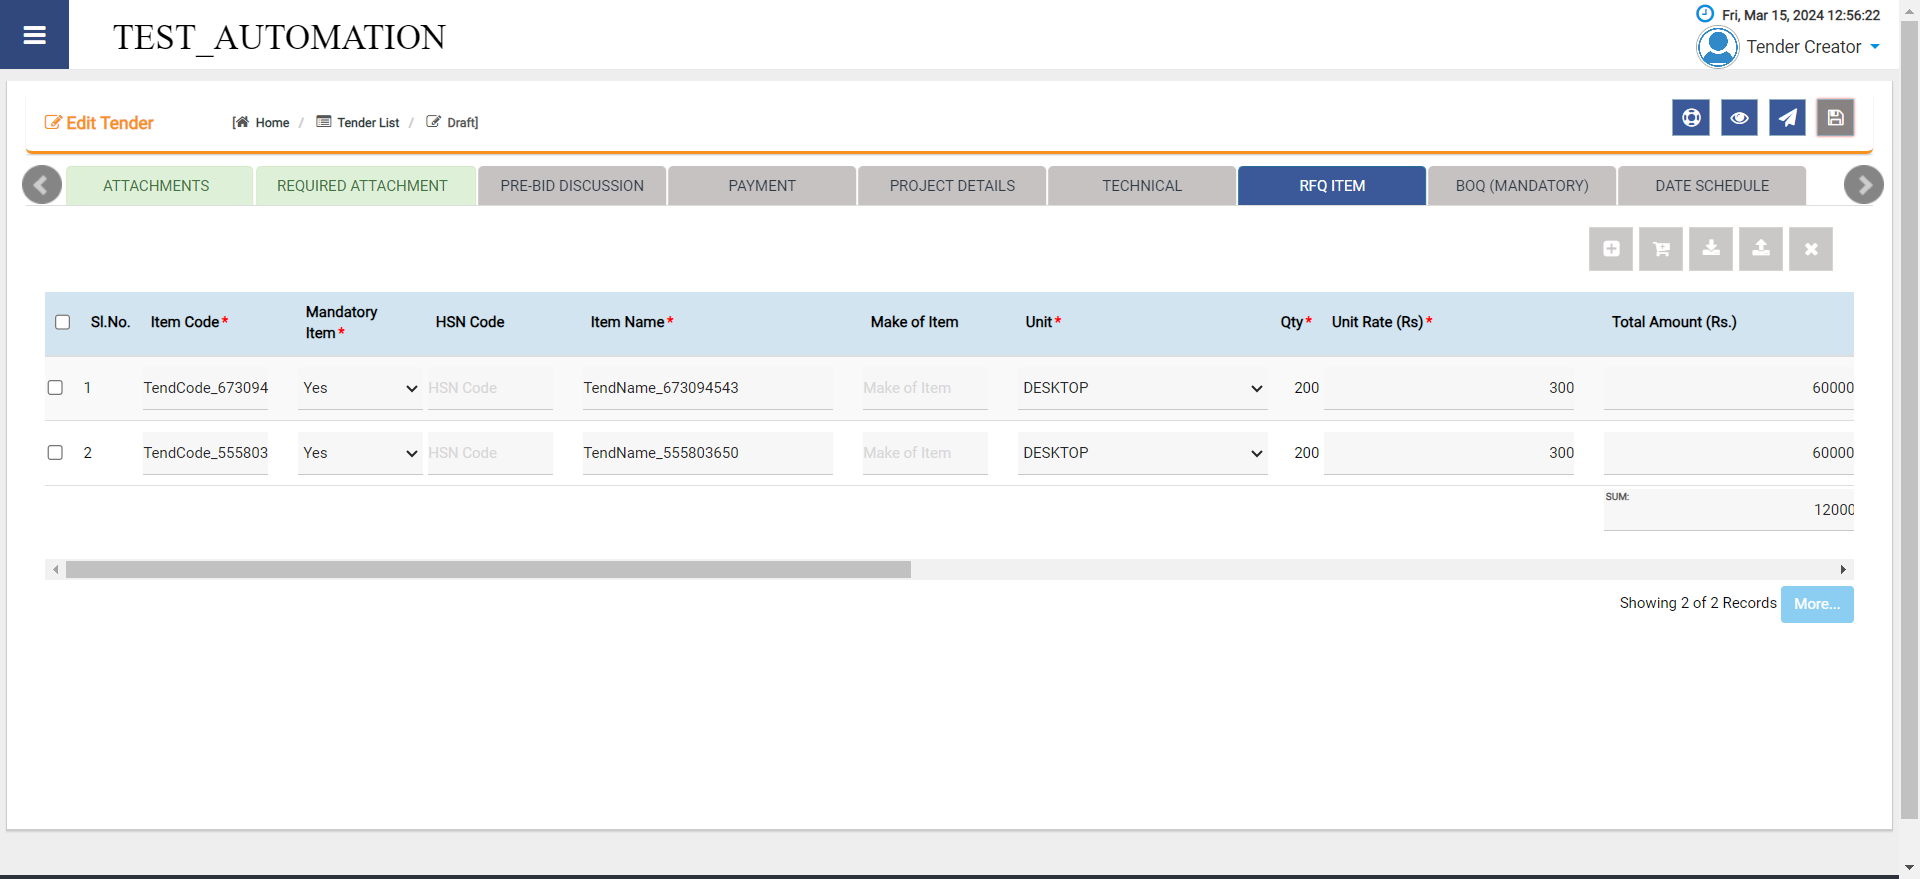 TEST_AUTOMATION
Fri, Mar 15, 2024 12:56:22
Tender Creator
Edit Tender
[ Home / Tender List / Draft]
ATTACHMENTS REQUIRED ATTACHMENT PRE-BID DISCUSSION PAYMENT PROJECT DETAILS TECHNICAL RFQ ITEM BOQ (MANDATORY) DATE SCHEDULE
Sl.No. Item Code* Mandatory Item* HSN Code Item Name* Make of Item Unit* Qty* Unit Rate (Rs)* Total Amount (Rs.)
1 TendCode_673094 Yes HSN Code TendName_673094543 Make of Item DESKTOP 200 300 60000
2 TendCode_555803 Yes HSN Code TendName_555803650 Make of Item DESKTOP 200 300 60000
SUM:
12000
Showing 2 of 2 Records More...